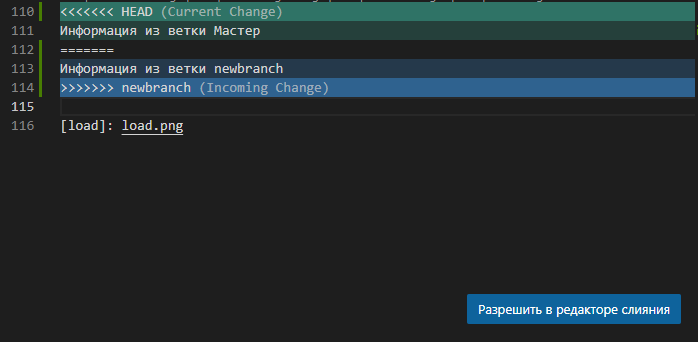 110 <<<<<<< HEAD (Current Change)
111 Информация из ветки Мастер
112 =======
113 Информация из ветки newbranch
114 >>>>>>> newbranch (Incoming Change)
115
116 [load]: load.png
Разрешить в редакторе слияния